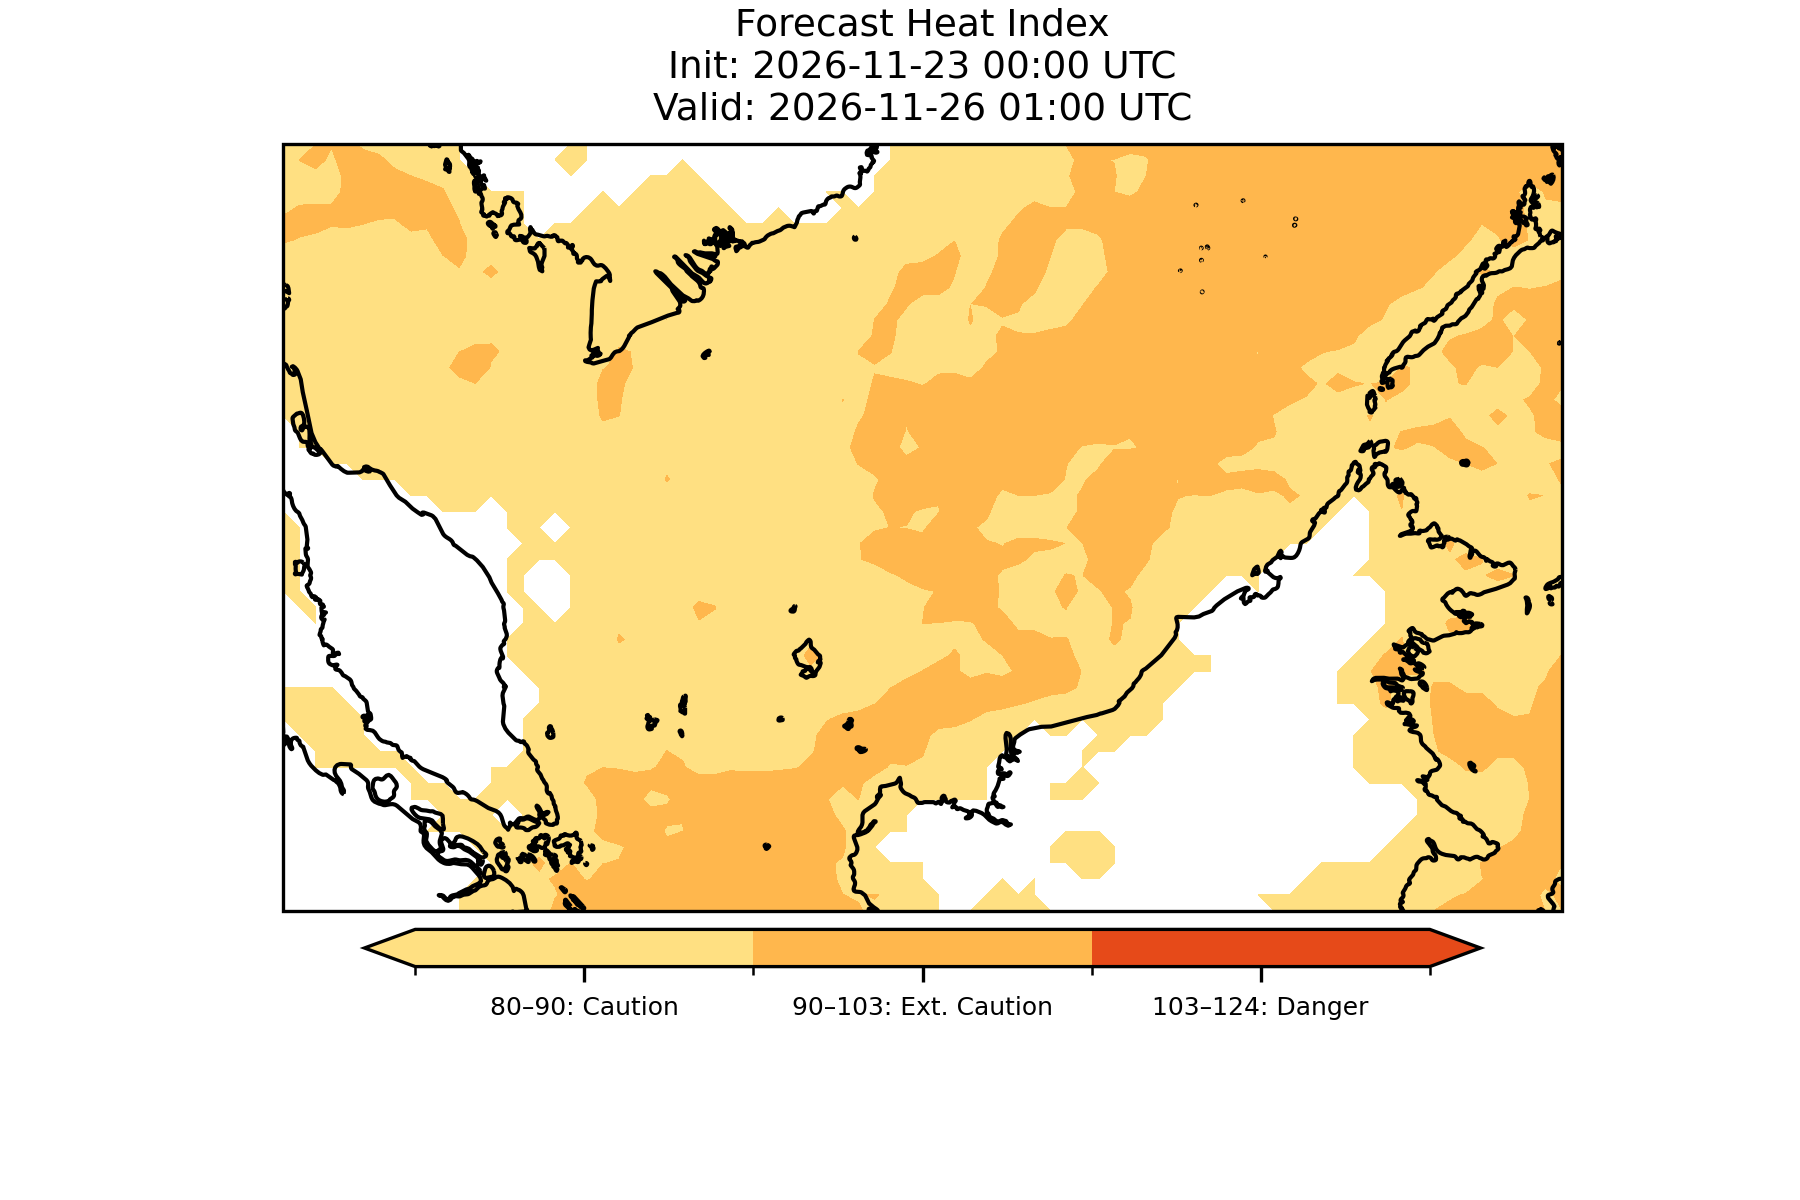 Forecast Heat Index
Init: 2026-11-23 00:00 UTC
Valid: 2026-11-26 01:00 UTC
80–90: Caution
90–103: Ext. Caution
103–124: Danger